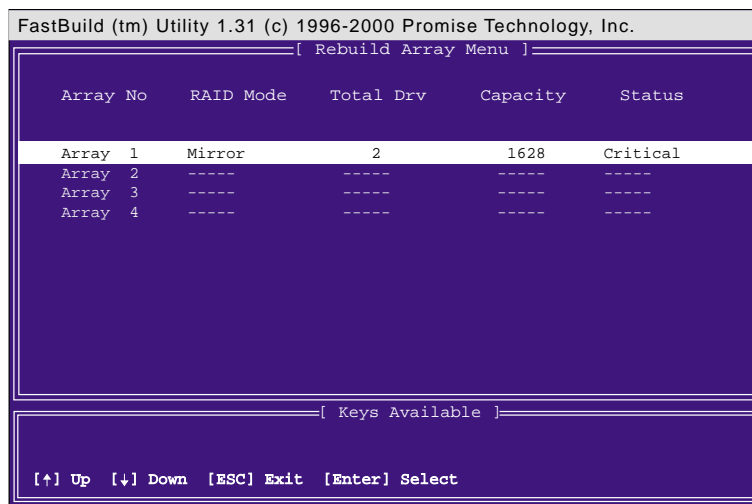 FastBuild (tm) Utility 1.31 (c) 1996-2000 Promise Technology, Inc.
[ Rebuild Array Menu ]
Array No RAID Mode Total Drv Capacity Status
Array 1 Mirror 2 1628 Critical
Array 2 ----- ----- ----- -----
Array 3 ----- ----- ----- -----
Array 4 ----- ----- ----- -----
[ Keys Available ]
[↑] Up [↓] Down [ESC] Exit [Enter] Select